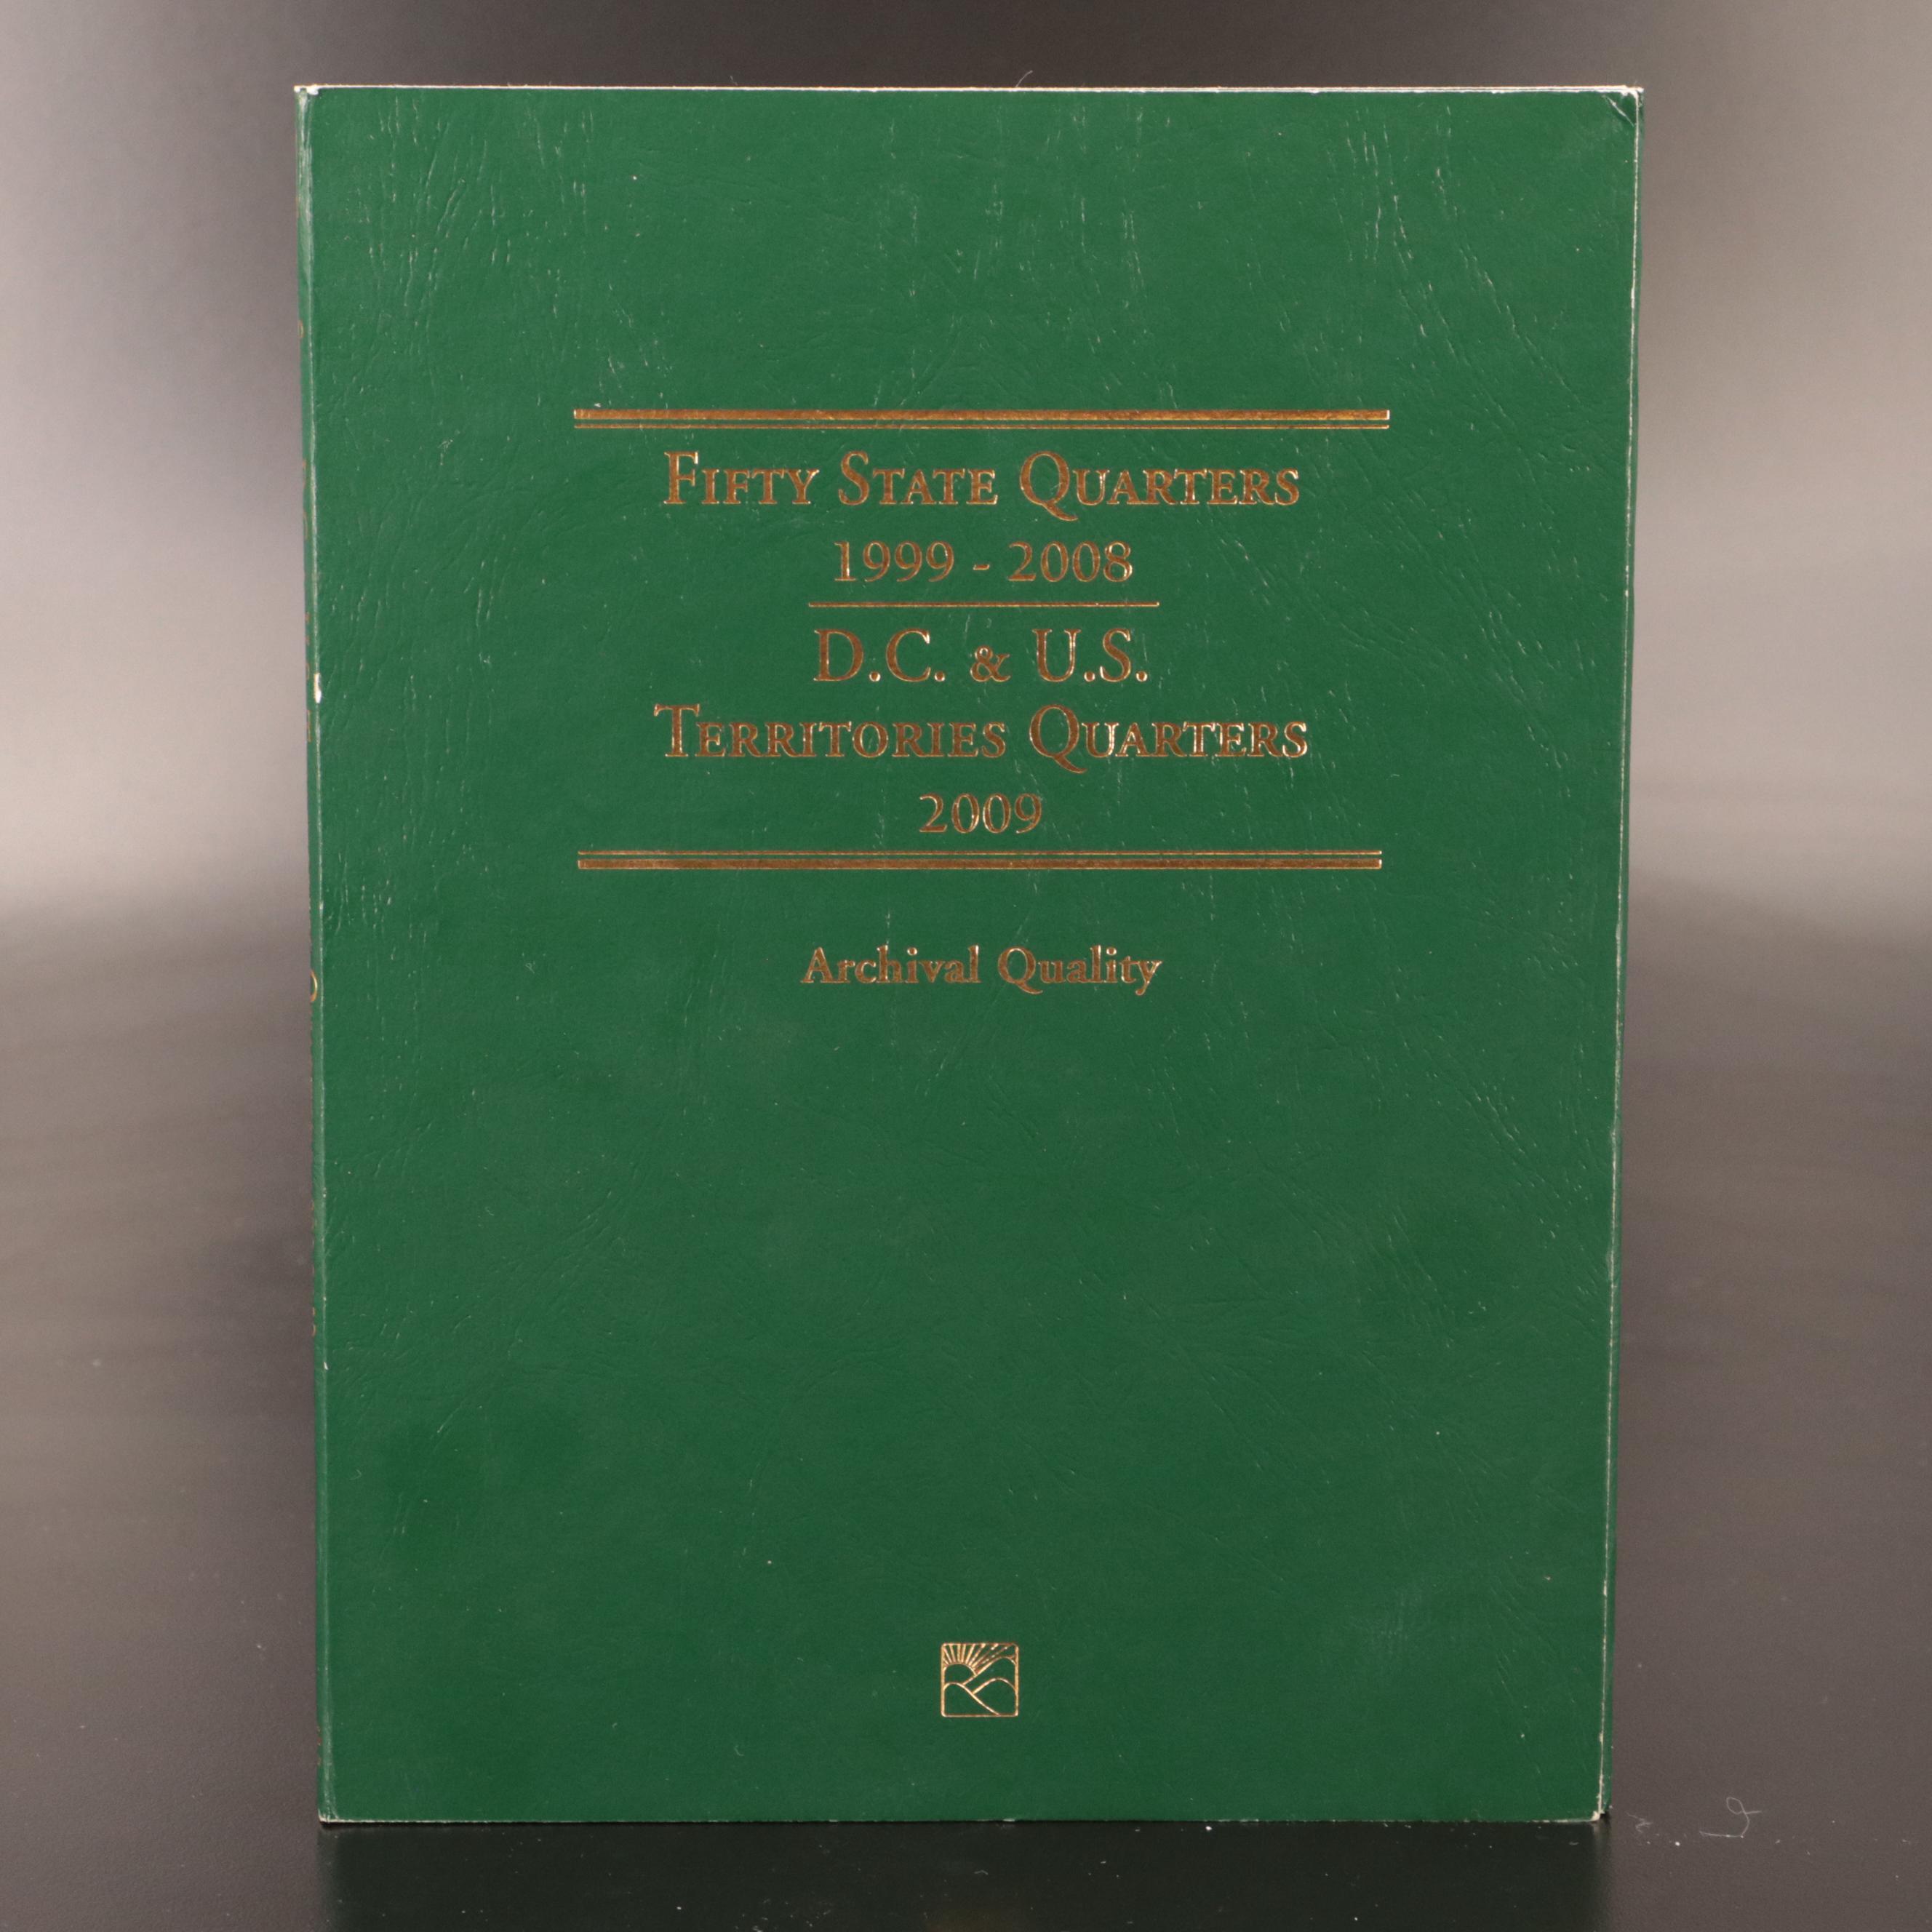 FIFTY STATE QUARTERS
1999 - 2008
D.C. & U.S.
TERRITORIES QUARTERS
2009
Archival Quality